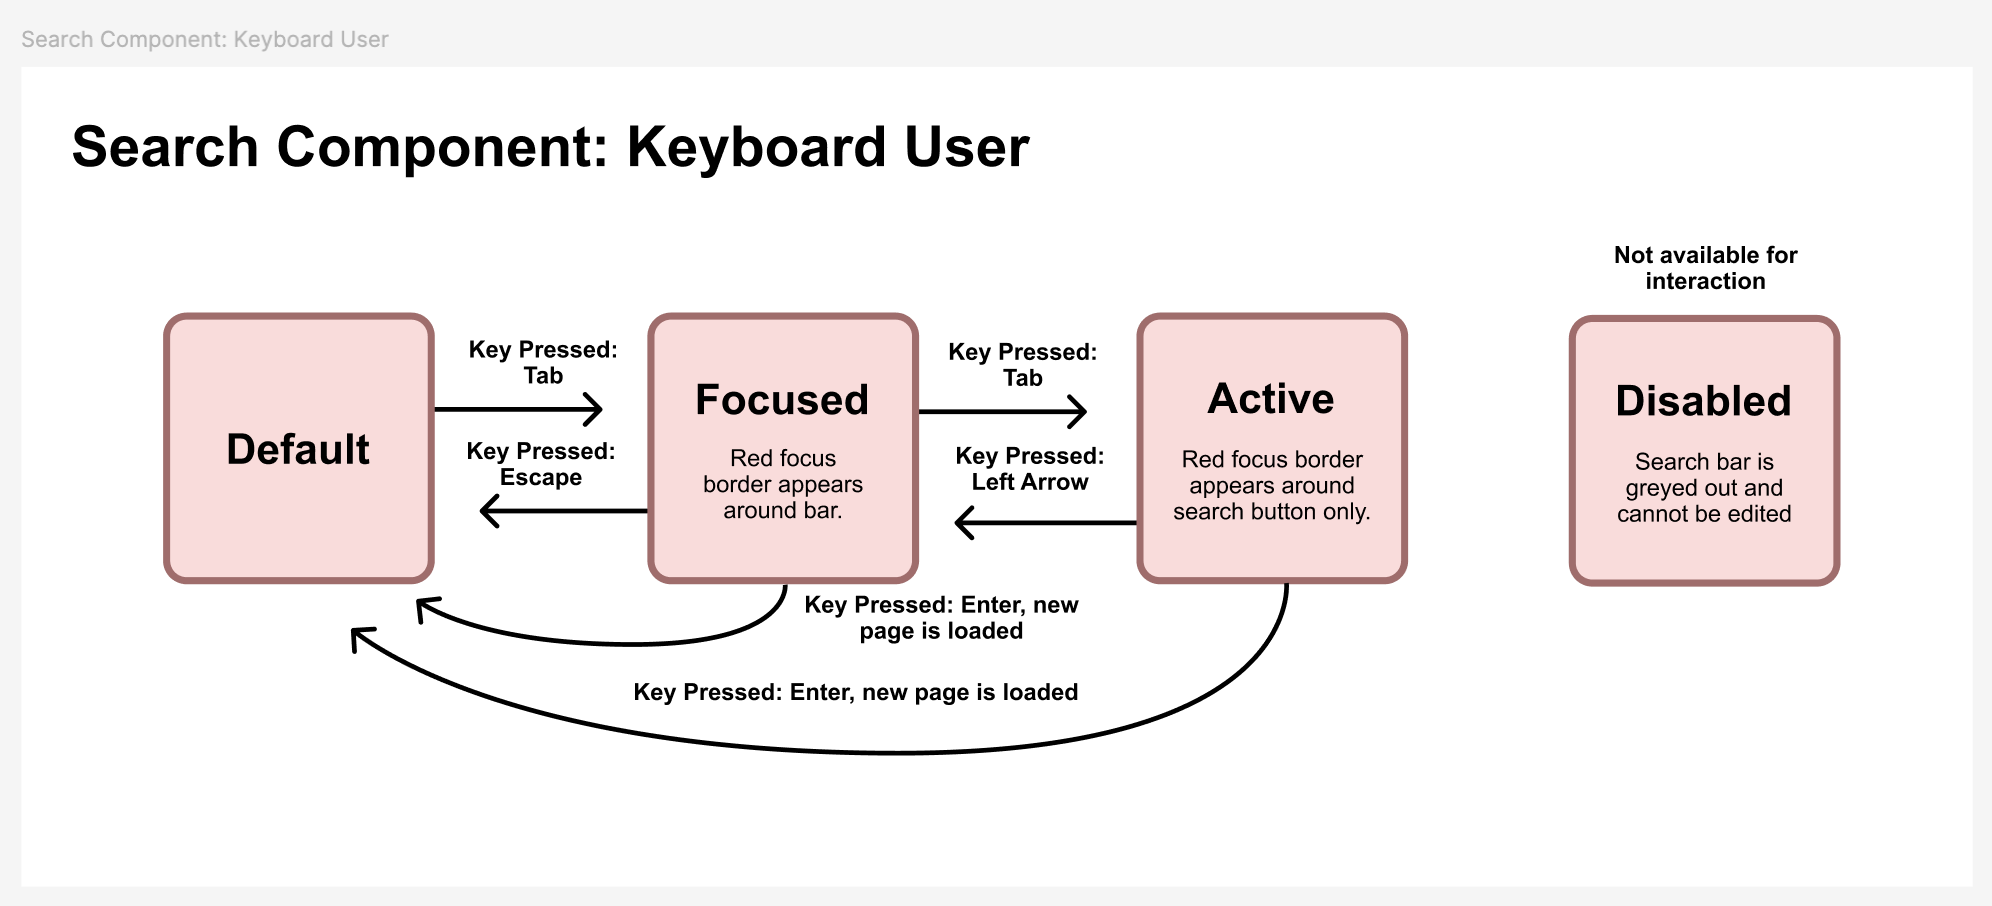 Search Component: Keyboard User
Search Component: Keyboard User
Default
Key Pressed:
Tab
Key Pressed:
Escape
Focused
Red focus
border appears
around bar.
Key Pressed:
Tab
Key Pressed:
Left Arrow
Active
Red focus border
appears around
search button only.
Not available for
interaction
Disabled
Search bar is
greyed out and
cannot be edited
Key Pressed: Enter, new
page is loaded
Key Pressed: Enter, new page is loaded